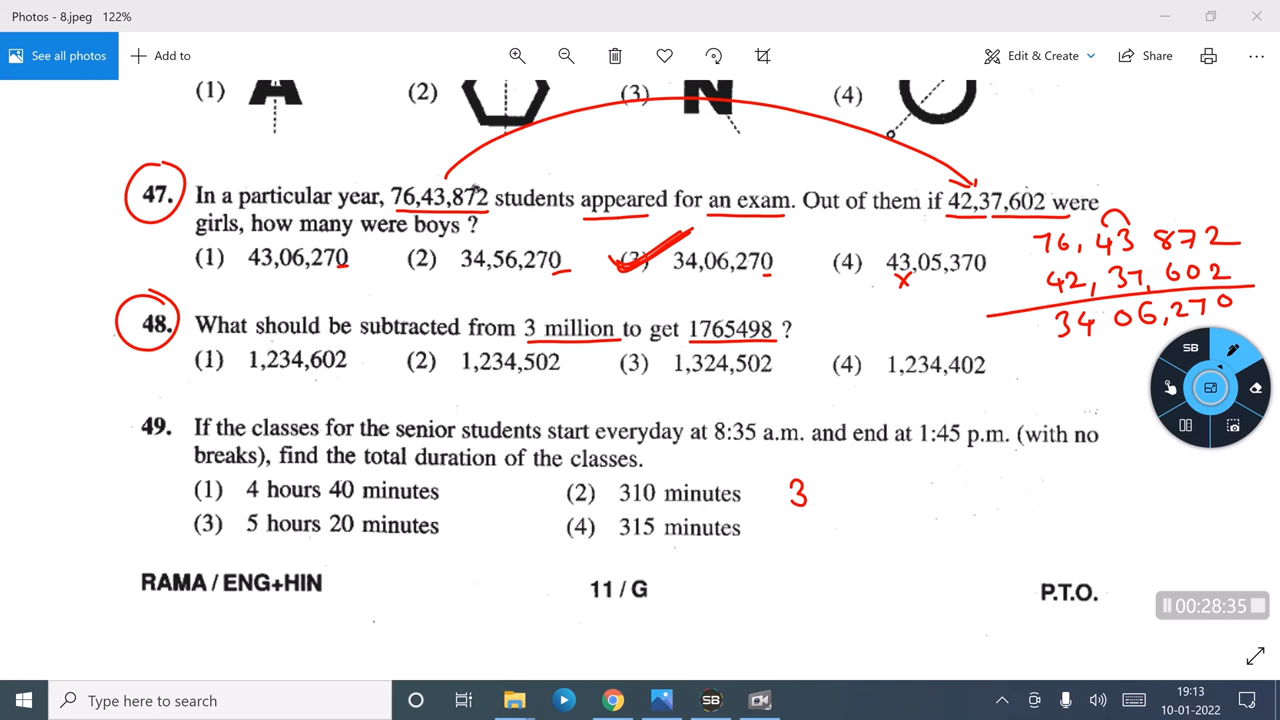 Photos - 8.jpeg 122%
See all photos
Add to
Edit & Create
Share
(1) A (2) (3) N (4)
47. In a particular year, 76,43,872 students appeared for an exam. Out of them if 42,37,602 were
girls, how many were boys ?
(1) 43,06,270 (2) 34,56,270 (3) 34,06,270 (4) 43,05,370
76,43 872
42,37,602
3406,270
48. What should be subtracted from 3 million to get 1765498 ?
(1) 1,234,602 (2) 1,234,502 (3) 1,324,502 (4) 1,234,402
SB
49. If the classes for the senior students start everyday at 8:35 a.m. and end at 1:45 p.m. (with no
breaks), find the total duration of the classes.
(1) 4 hours 40 minutes (2) 310 minutes
3
(3) 5 hours 20 minutes (4) 315 minutes
RAMA / ENG+HIN 11 / G P.T.O.
00:28:35
Type here to search
SB
19:13
10-01-2022